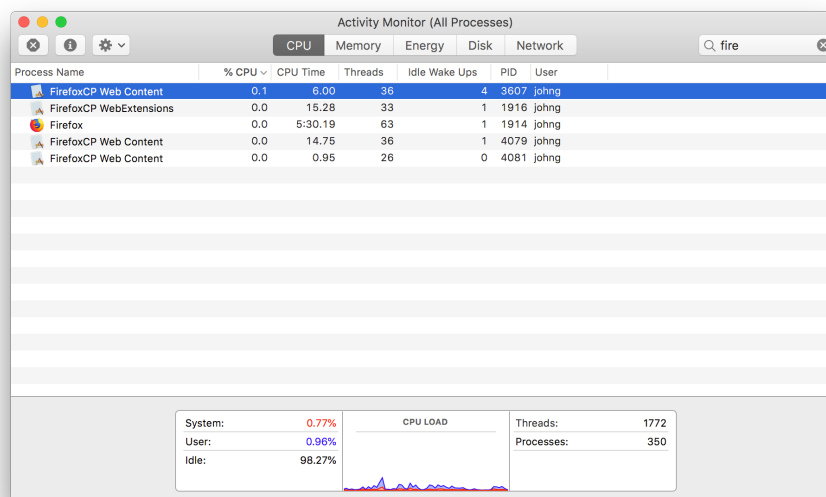 Activity Monitor (All Processes)
CPU Memory Energy Disk Network fire
Process Name % CPU CPU Time Threads Idle Wake Ups PID User
FirefoxCP Web Content 0.1 6.00 36 4 3607 johng
FirefoxCP WebExtensions 0.0 15.28 33 1 1916 johng
Firefox 0.0 5:30.19 63 1 1914 johng
FirefoxCP Web Content 0.0 14.75 36 1 4079 johng
FirefoxCP Web Content 0.0 0.95 26 0 4081 johng
System: 0.77% CPU LOAD Threads: 1772
User: 0.96% Processes: 350
Idle: 98.27%